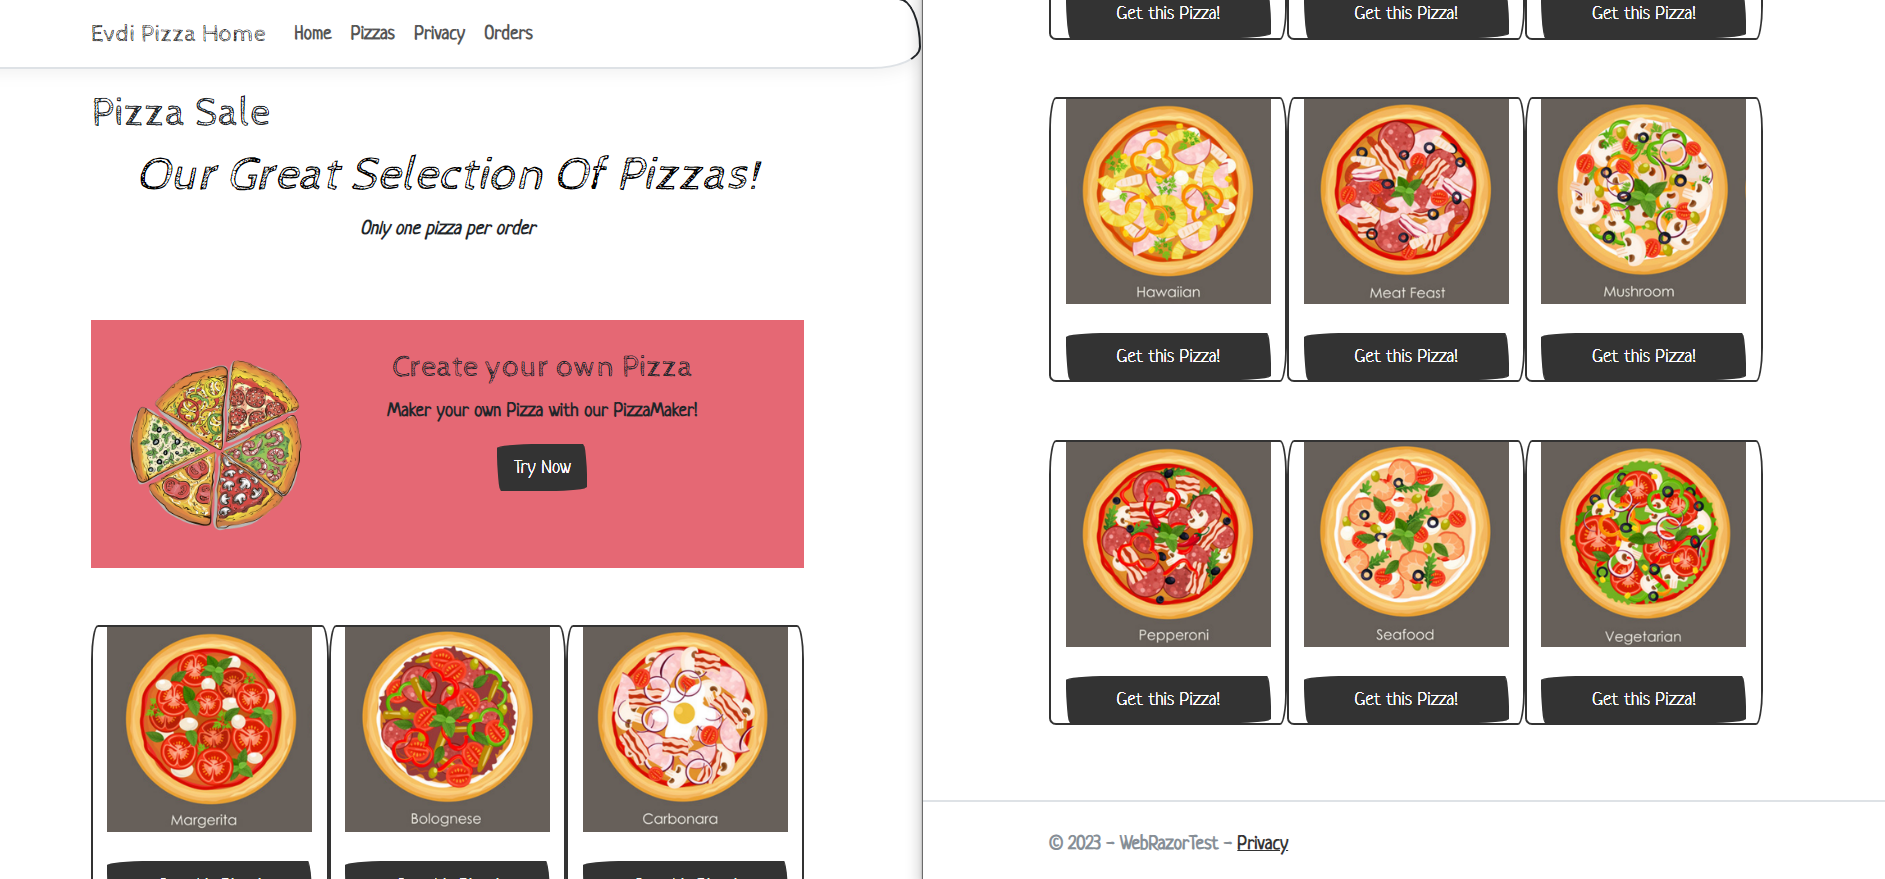 Evdi Pizza Home Home Pizzas Privacy Orders
Pizza Sale
Our Great Selection Of Pizzas!
Only one pizza per order
Create your own Pizza
Maker your own Pizza with our PizzaMaker!
Try Now
Margerita Bolognese Carbonara
Get this Pizza! Get this Pizza! Get this Pizza!
Hawaiian Meat Feast Mushroom
Get this Pizza! Get this Pizza! Get this Pizza!
Pepperoni Seafood Vegetarian
Get this Pizza! Get this Pizza! Get this Pizza!
© 2023 - WebRazorTest - Privacy